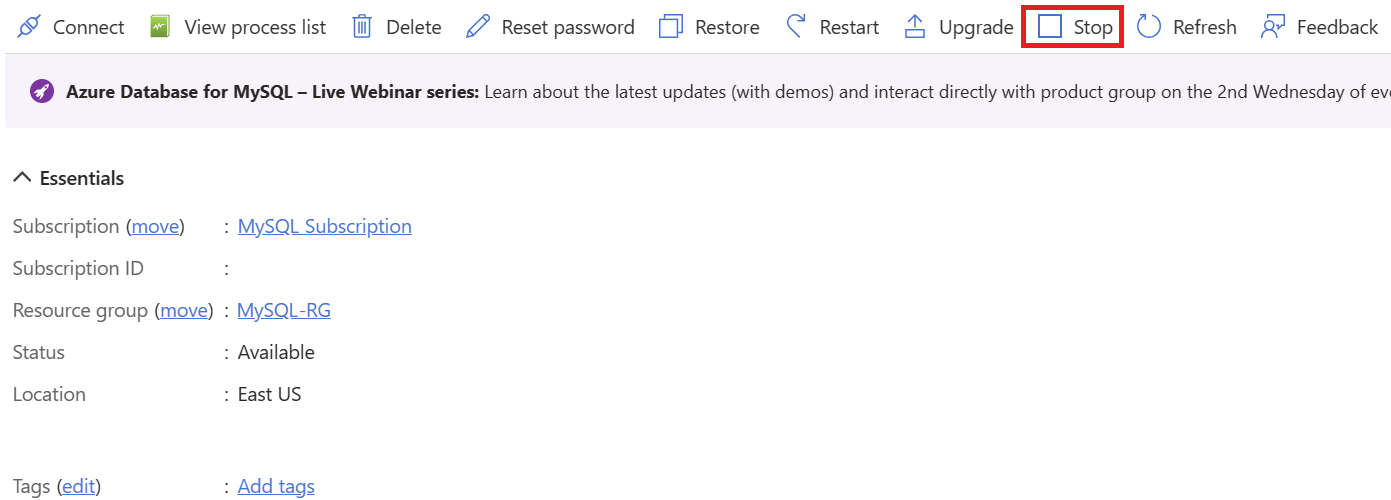 Connect View process list Delete Reset password Restore Restart Upgrade Stop Refresh Feedback
Azure Database for MySQL – Live Webinar series: Learn about the latest updates (with demos) and interact directly with product group on the 2nd Wednesday of
Essentials
Subscription (move) : MySQL Subscription
Subscription ID :
Resource group (move) : MySQL-RG
Status : Available
Location : East US
Tags (edit) : Add tags